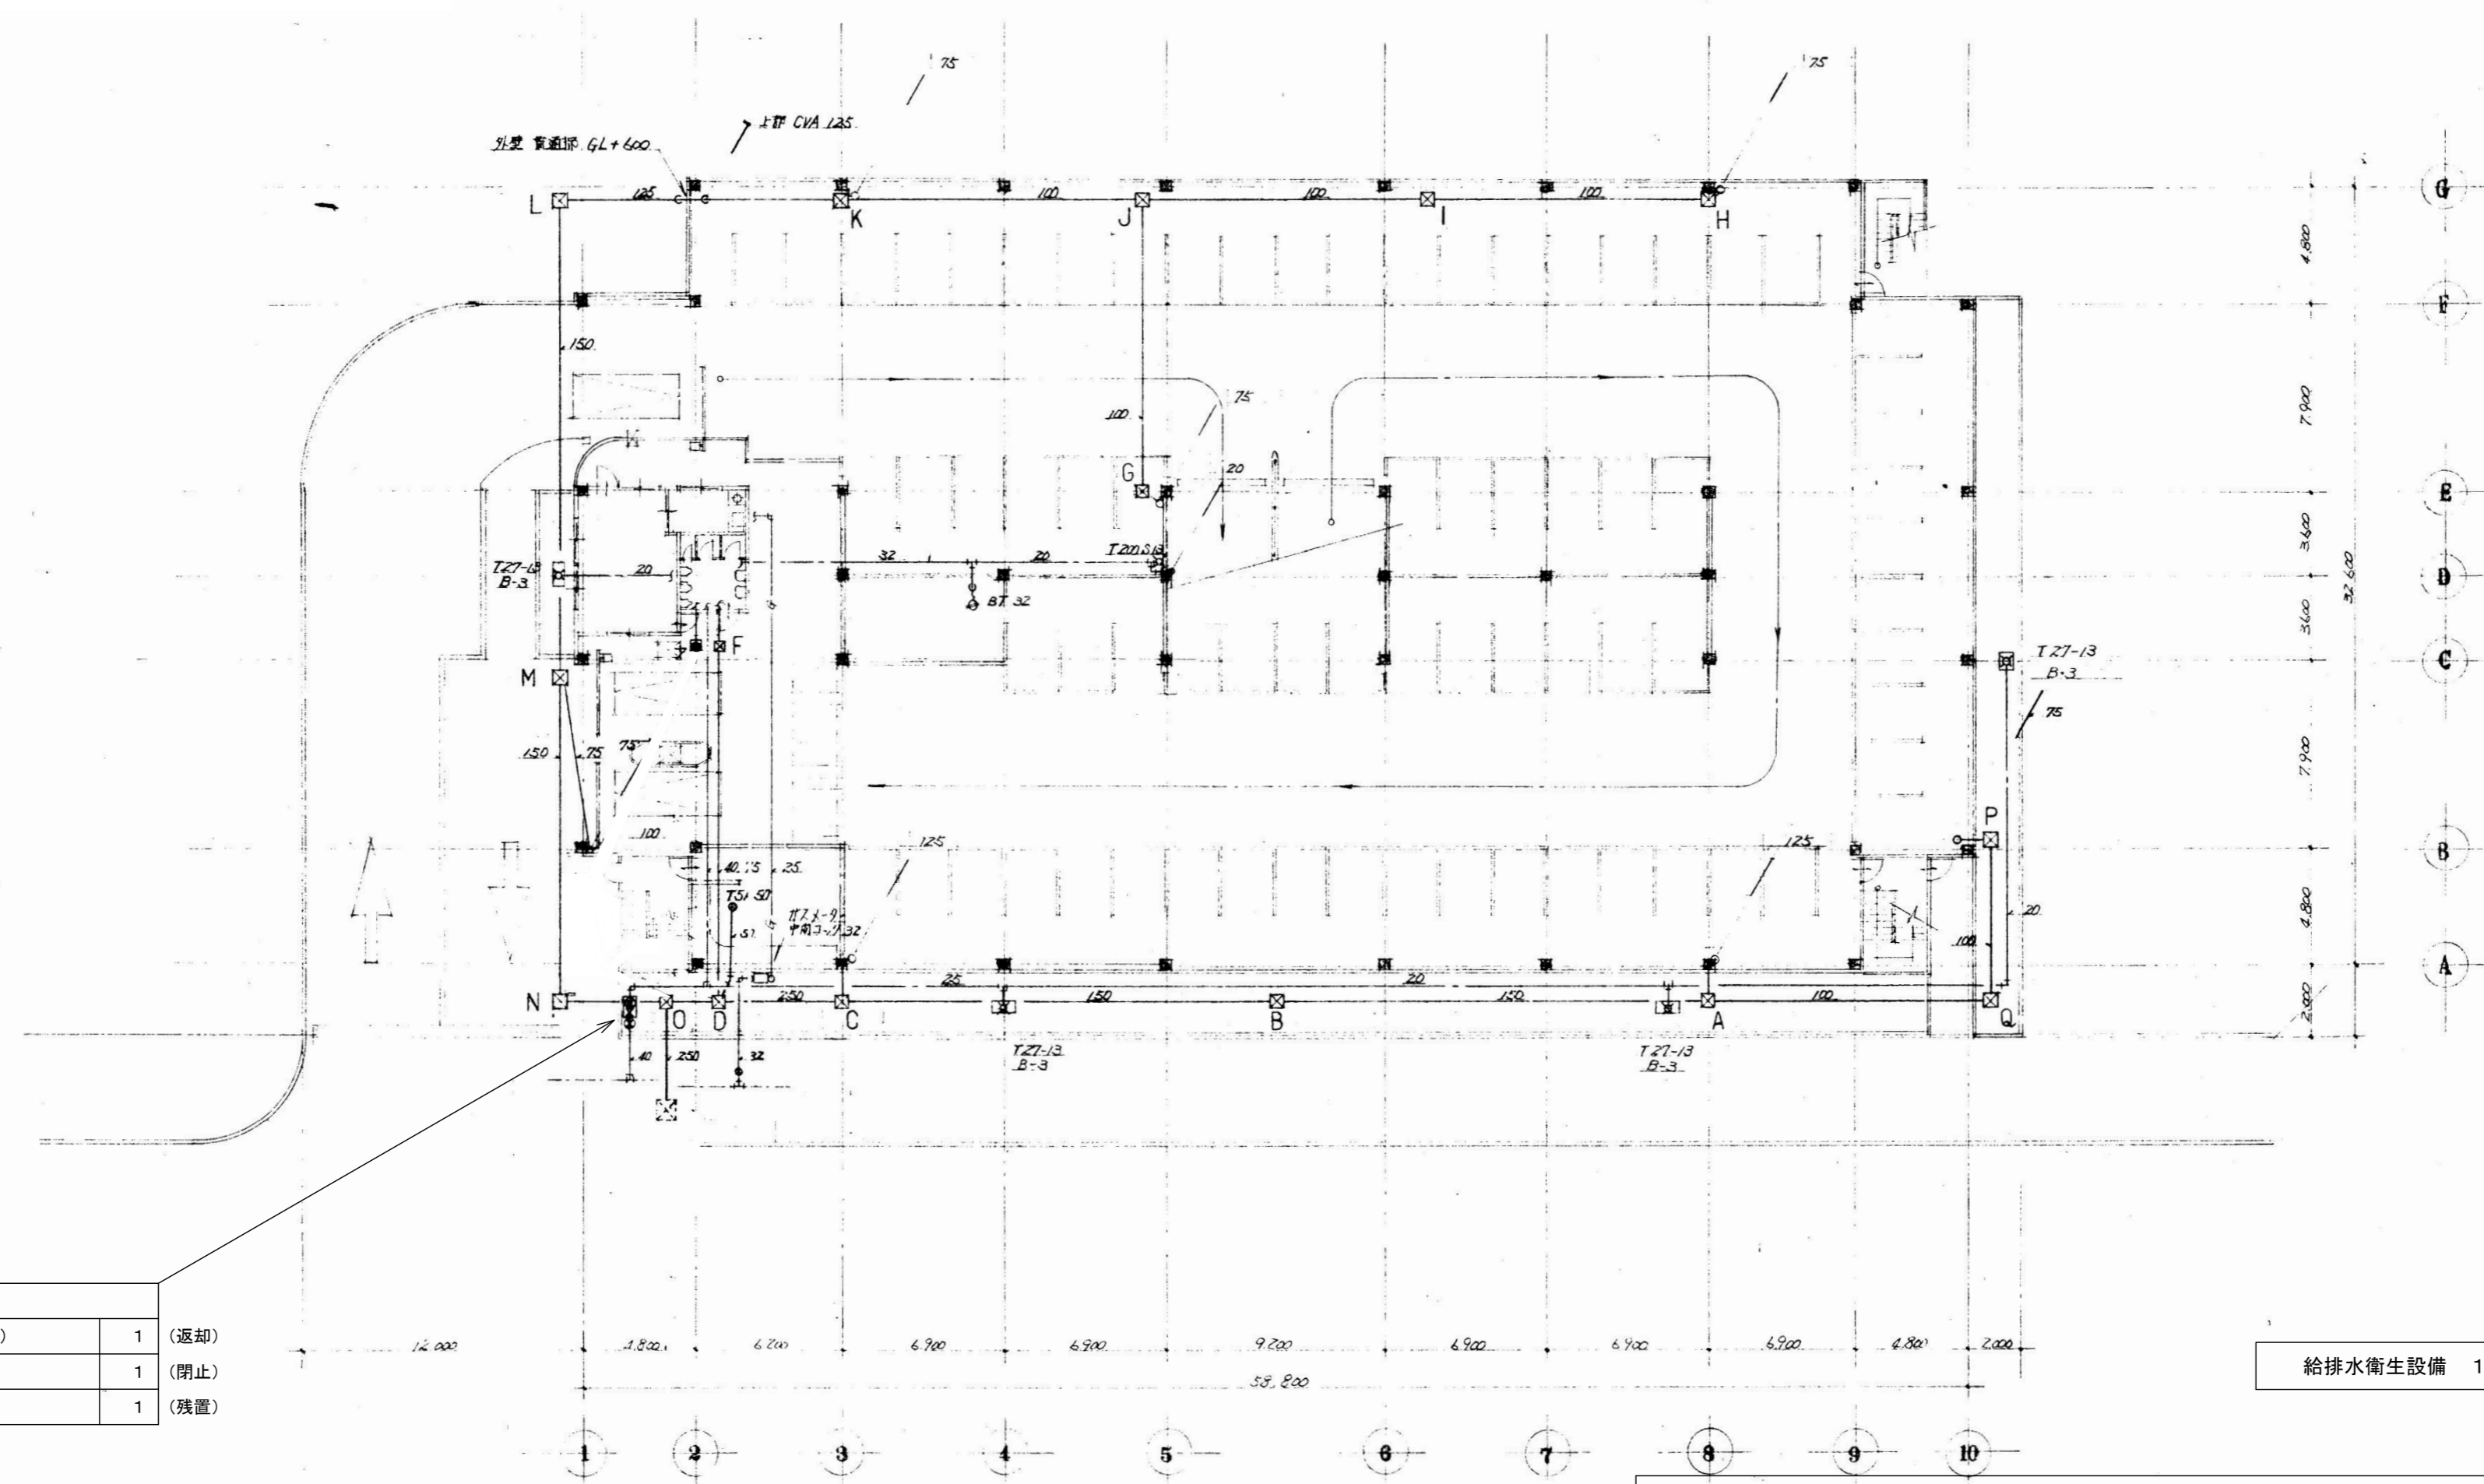 75
75
上部 CVA 125
外壁 貫通部 GL+600
L
125
K
100
J
100
I
100
H
G
4,800
F
150
7,900
75
100
G
20
E
3,600
T27-13
B-3
20
32
20
T200 S13
BT 32
D
3,600
32,600
F
M
T27-13
B-3
C
75
150
75
75
7,900
100
P
125
125
B
40
75
25
T5A 50
ガスメータ
中間コック 32
50
4,800
20
100
A
25
20
N
250
150
150
100
O
D
C
B
A
Q
2,000
40
250
32
T27-13
B-3
T27-13
B-3
）
1
（返却）
1
（閉止）
1
（残置）
12,000
4,800
6,200
6,900
6,900
9,200
6,900
6,900
6,900
4,800
2,000
58,800
給排水衛生設備 1
1
2
3
4
5
6
7
8
9
10